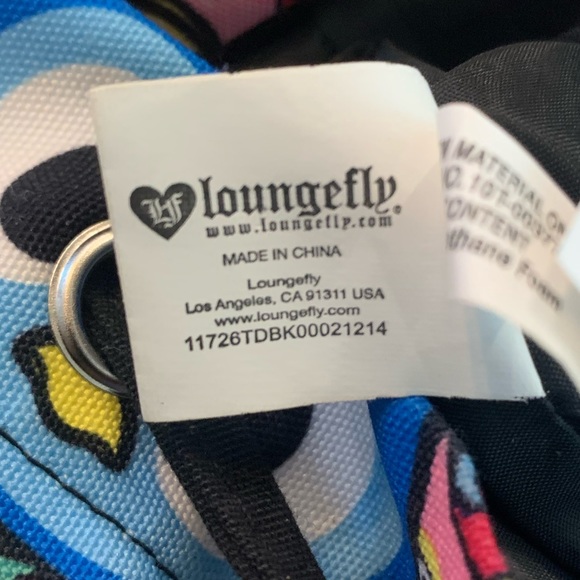 LF loungefly®
www.loungefly.com
MADE IN CHINA
Loungefly
Los Angeles, CA 91311 USA
www.loungefly.com
11726TDBK00021214
MATERIAL
CONTENT
Foam